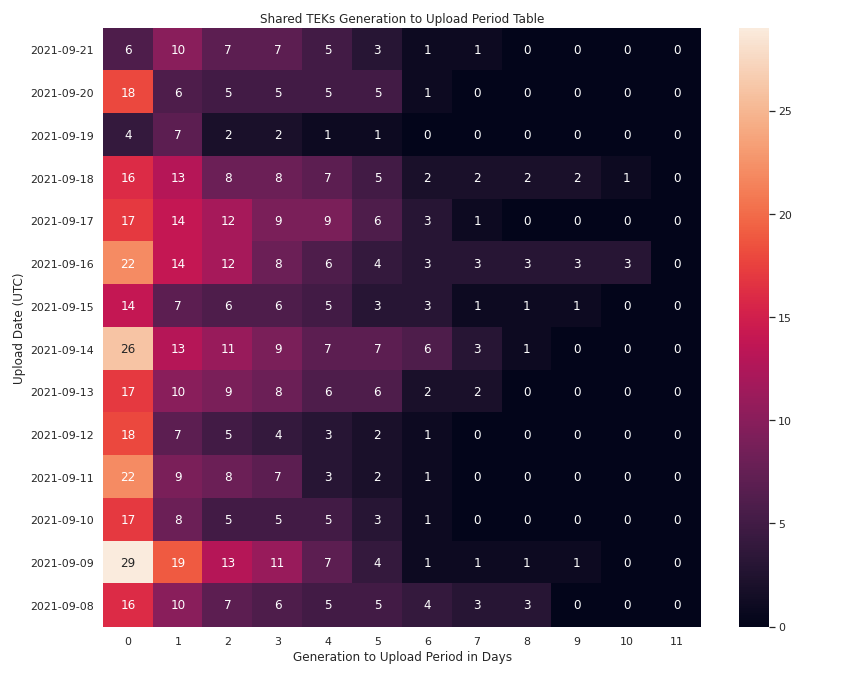 Shared TEKs Generation to Upload Period Table
Upload Date (UTC)
2021-09-21 6 10 7 7 5 3 1 1 0 0 0 0
2021-09-20 18 6 5 5 5 5 1 0 0 0 0 0
2021-09-19 4 7 2 2 1 1 0 0 0 0 0 0
2021-09-18 16 13 8 8 7 5 2 2 2 2 1 0
2021-09-17 17 14 12 9 9 6 3 1 0 0 0 0
2021-09-16 22 14 12 8 6 4 3 3 3 3 3 0
2021-09-15 14 7 6 6 5 3 3 1 1 1 0 0
2021-09-14 26 13 11 9 7 7 6 3 1 0 0 0
2021-09-13 17 10 9 8 6 6 2 2 0 0 0 0
2021-09-12 18 7 5 4 3 2 1 0 0 0 0 0
2021-09-11 22 9 8 7 3 2 1 0 0 0 0 0
2021-09-10 17 8 5 5 5 3 1 0 0 0 0 0
2021-09-09 29 19 13 11 7 4 1 1 1 1 0 0
2021-09-08 16 10 7 6 5 5 4 3 3 0 0 0
0 1 2 3 4 5 6 7 8 9 10 11
Generation to Upload Period in Days
25
20
15
10
5
0